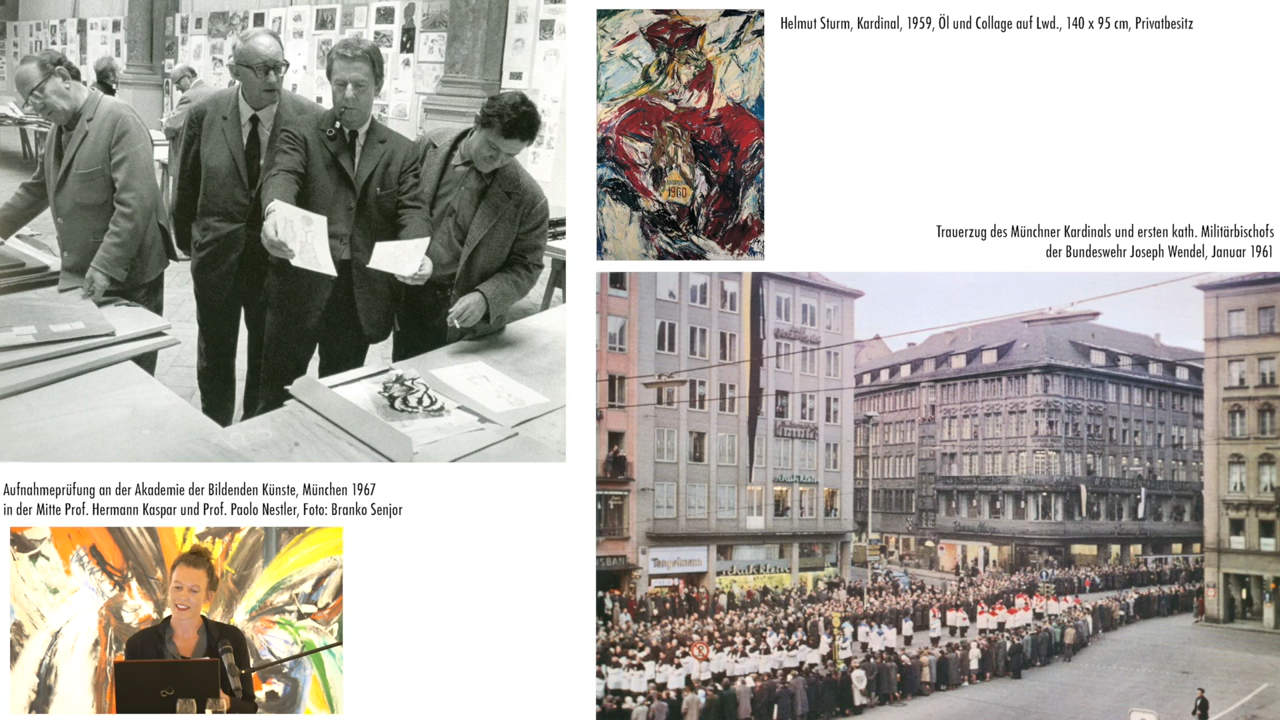 Helmut Sturm, Kardinal, 1959, Öl und Collage auf Lwd., 140 x 95 cm, Privatbesitz
1960
Trauerzug des Münchner Kardinals und ersten kath. Militärbischofs
der Bundeswehr Joseph Wendel, Januar 1961
Tengelmann
Aufnahmeprüfung an der Akademie der Bildenden Künste, München 1967
in der Mitte Prof. Hermann Kaspar und Prof. Paolo Nestler, Foto: Branko Senjor